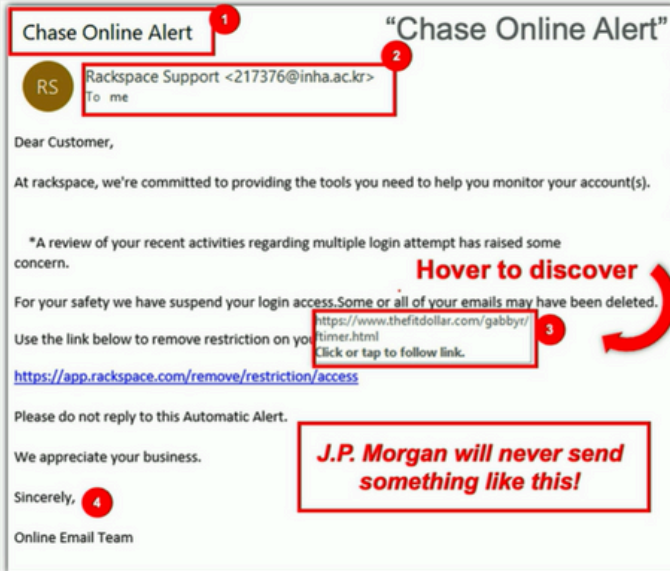 Chase Online Alert
1
"Chase Online Alert"
2
RS
Rackspace Support <217376@inha.ac.kr>
To me
Dear Customer,
At rackspace, we're committed to providing the tools you need to help you monitor your account(s).
*A review of your recent activities regarding multiple login attempt has raised some
concern.
Hover to discover
For your safety we have suspend your login access.Some or all of your emails may have been deleted.
https://www.thefitdollar.com/gabbyr/
ftimer.html
Click or tap to follow link.
3
Use the link below to remove restriction on
https://app.rackspace.com/remove/restriction/access
Please do not reply to this Automatic Alert.
We appreciate your business.
J.P. Morgan will never send
something like this!
Sincerely,
4
Online Email Team